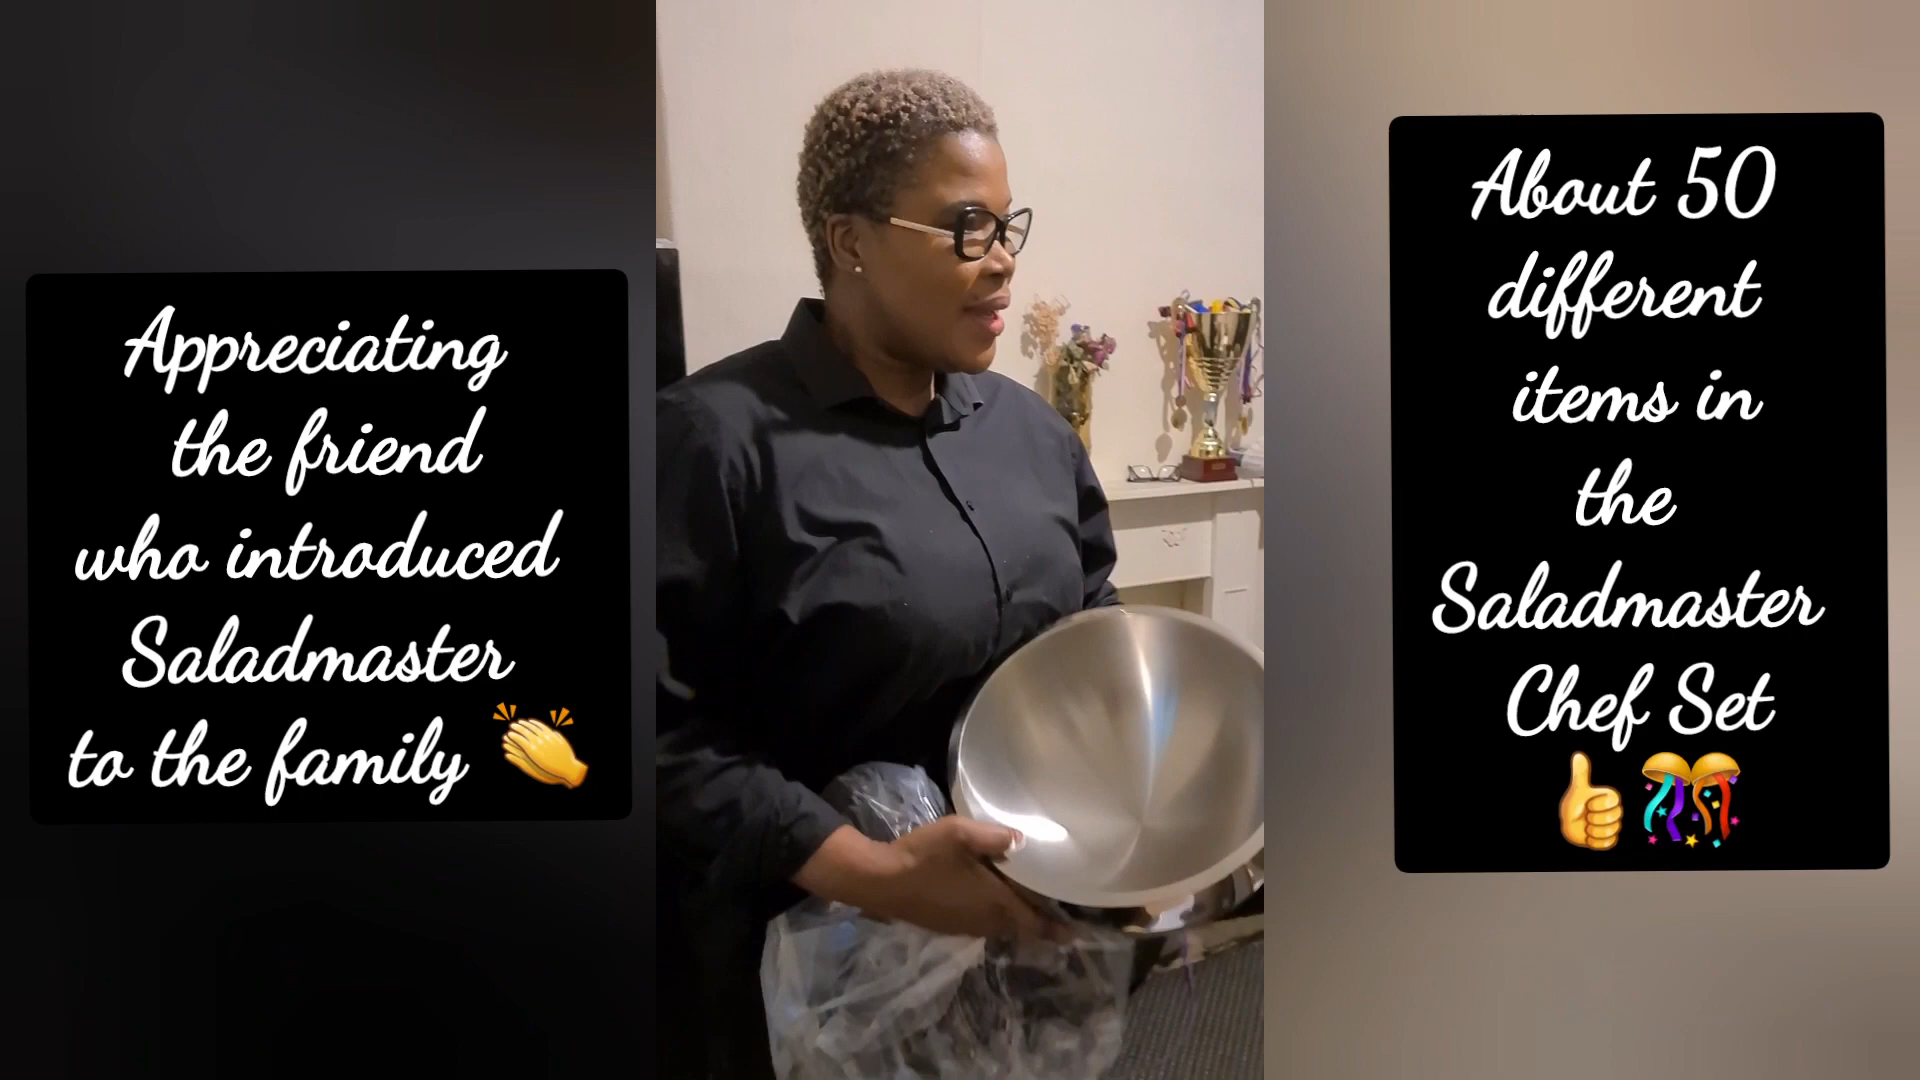 Appreciating
the friend
who introduced
Saladmaster
to the family 👏
About 50
different
items in
the
Saladmaster
Chef Set
👍🎊